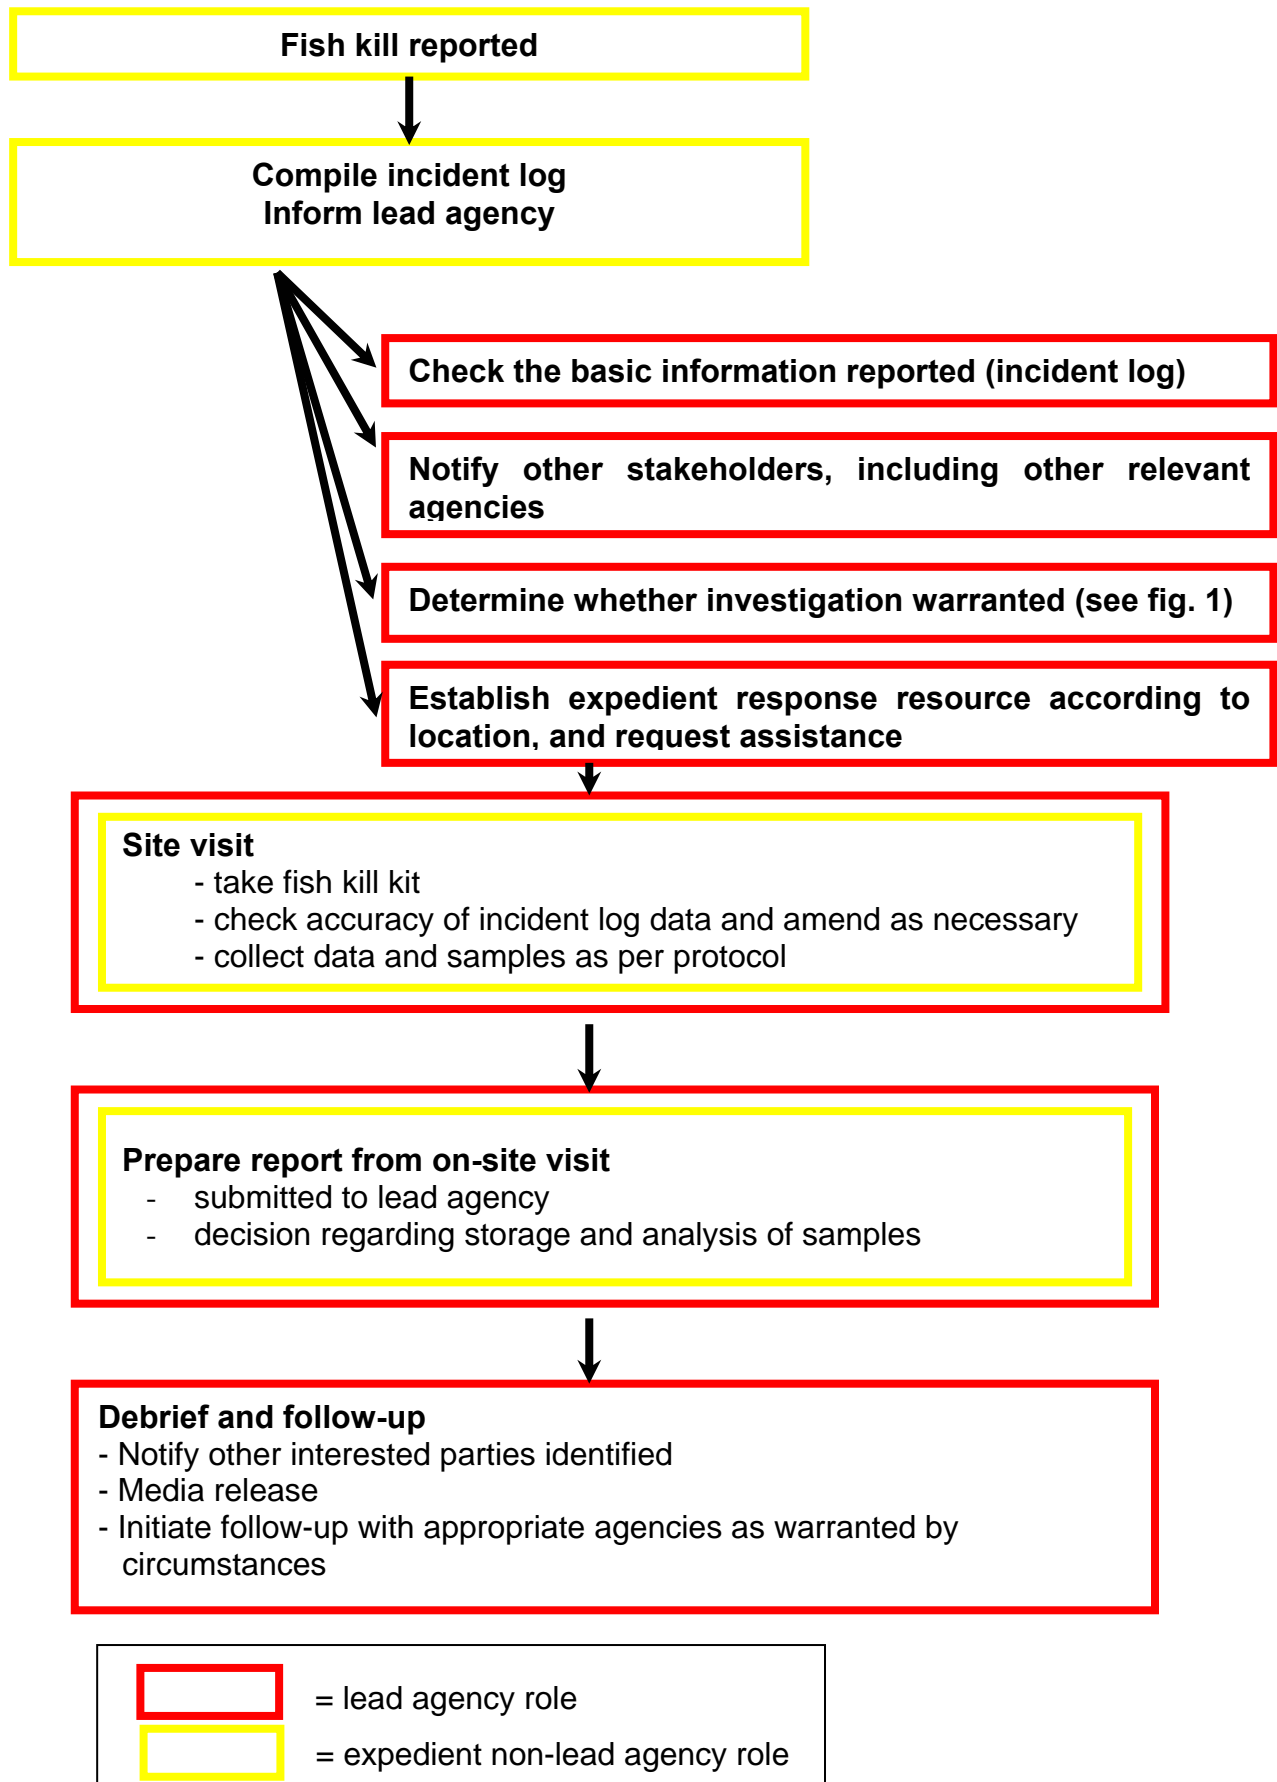 Fish kill reported
Compile incident log
Inform lead agency
Check the basic information reported (incident log)
Notify other stakeholders, including other relevant
agencies
Determine whether investigation warranted (see fig. 1)
Establish expedient response resource according to
location, and request assistance
Site visit
- take fish kill kit
- check accuracy of incident log data and amend as necessary
- collect data and samples as per protocol
Prepare report from on-site visit
- submitted to lead agency
- decision regarding storage and analysis of samples
Debrief and follow-up
- Notify other interested parties identified
- Media release
- Initiate follow-up with appropriate agencies as warranted by
circumstances
= lead agency role
= expedient non-lead agency role